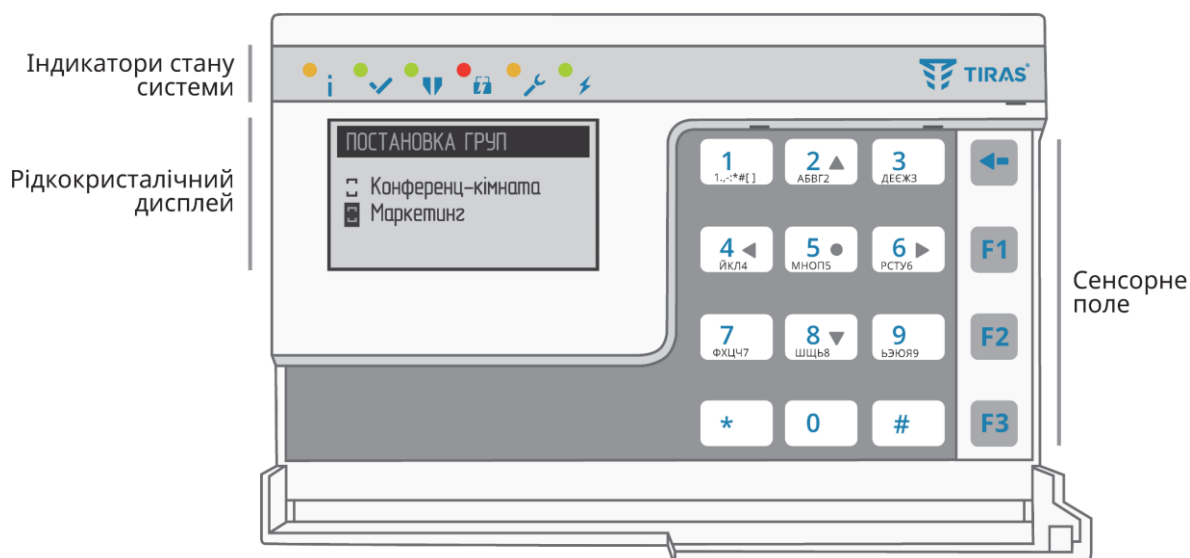 Індикатори стану
системи
TIRAS
Рідкокристалічний
дисплей
ПОСТАНОВКА ГРУП
Конференц-кімната
Маркетинг
1
1.,-:*#[ ]
2
АБВГ2
3
ДЕЄЖЗ
4
ЙКЛ4
5
МНОП5
6
РСТУ6
F1
7
ФХЦЧ7
8
ШЩЬ8
9
ЬЭЮЯ9
F2
*
0
#
F3
Сенсорне
поле